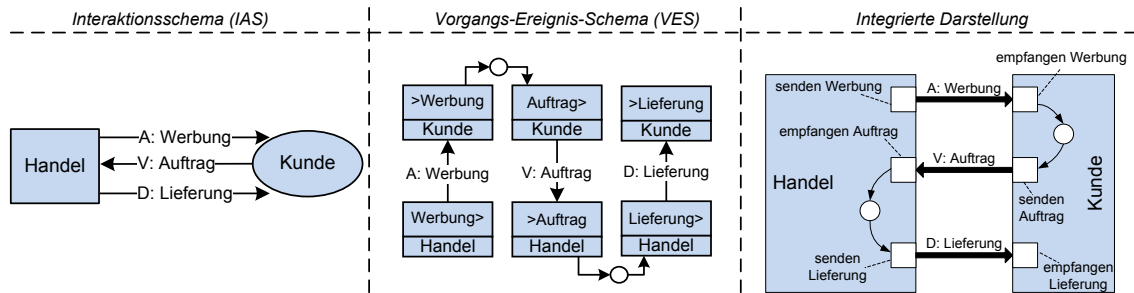 Interaktionsschema (IAS)
Vorgangs-Ereignis-Schema (VES)
Integrierte Darstellung
Handel
A: Werbung
V: Auftrag
D: Lieferung
Kunde
>Werbung
Kunde
Auftrag>
Kunde
>Lieferung
Kunde
A: Werbung
V: Auftrag
D: Lieferung
Werbung>
Handel
>Auftrag
Handel
Lieferung>
Handel
empfangen Werbung
senden Werbung
A: Werbung
empfangen Auftrag
V: Auftrag
Handel
Kunde
senden
Auftrag
D: Lieferung
senden
Lieferung
empfangen
Lieferung